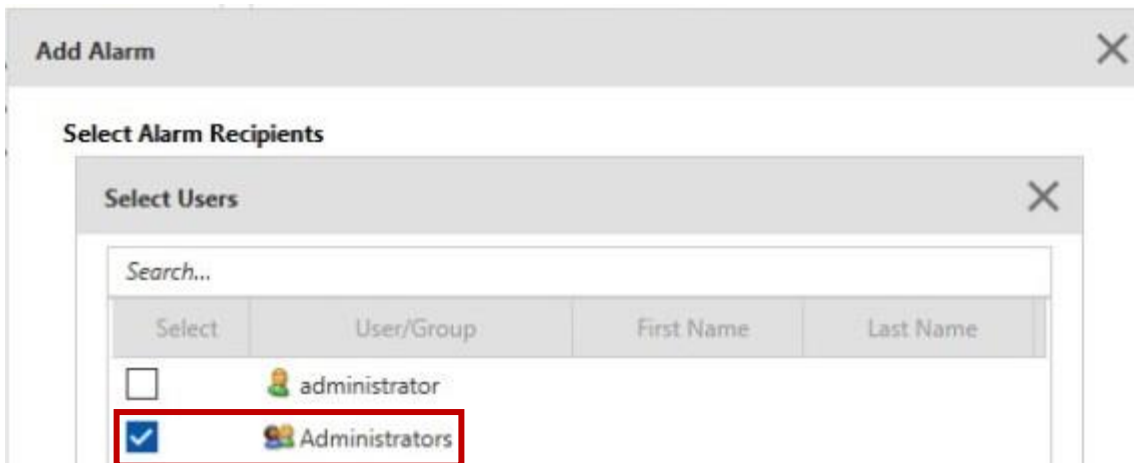 Add Alarm
Select Alarm Recipients
Select Users
Search...
Select User/Group First Name Last Name
administrator
Administrators